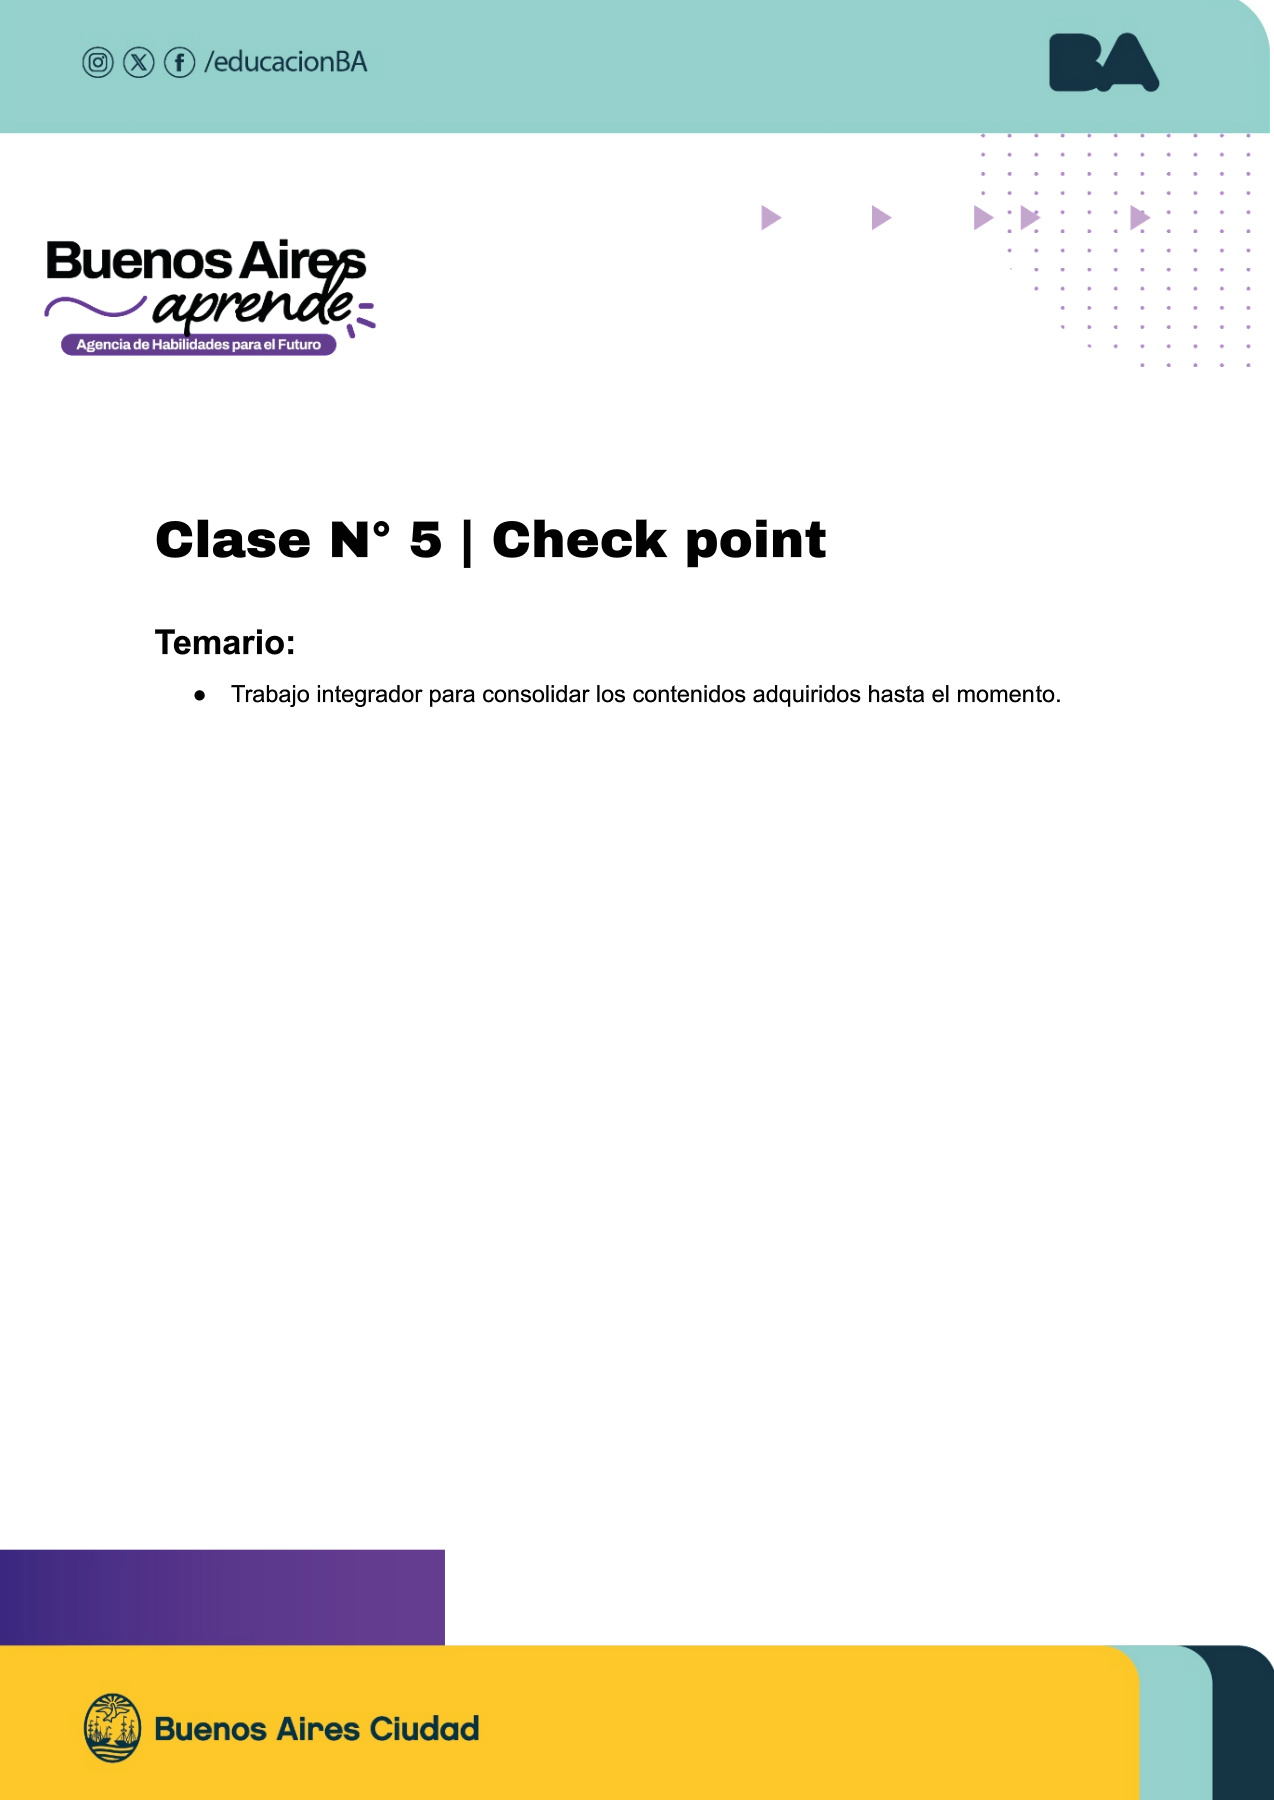 /educacionBA
BA
Buenos Aires
aprende
Agencia de Habilidades para el Futuro
Clase N° 5 | Check point
Temario:
● Trabajo integrador para consolidar los contenidos adquiridos hasta el momento.
Buenos Aires Ciudad